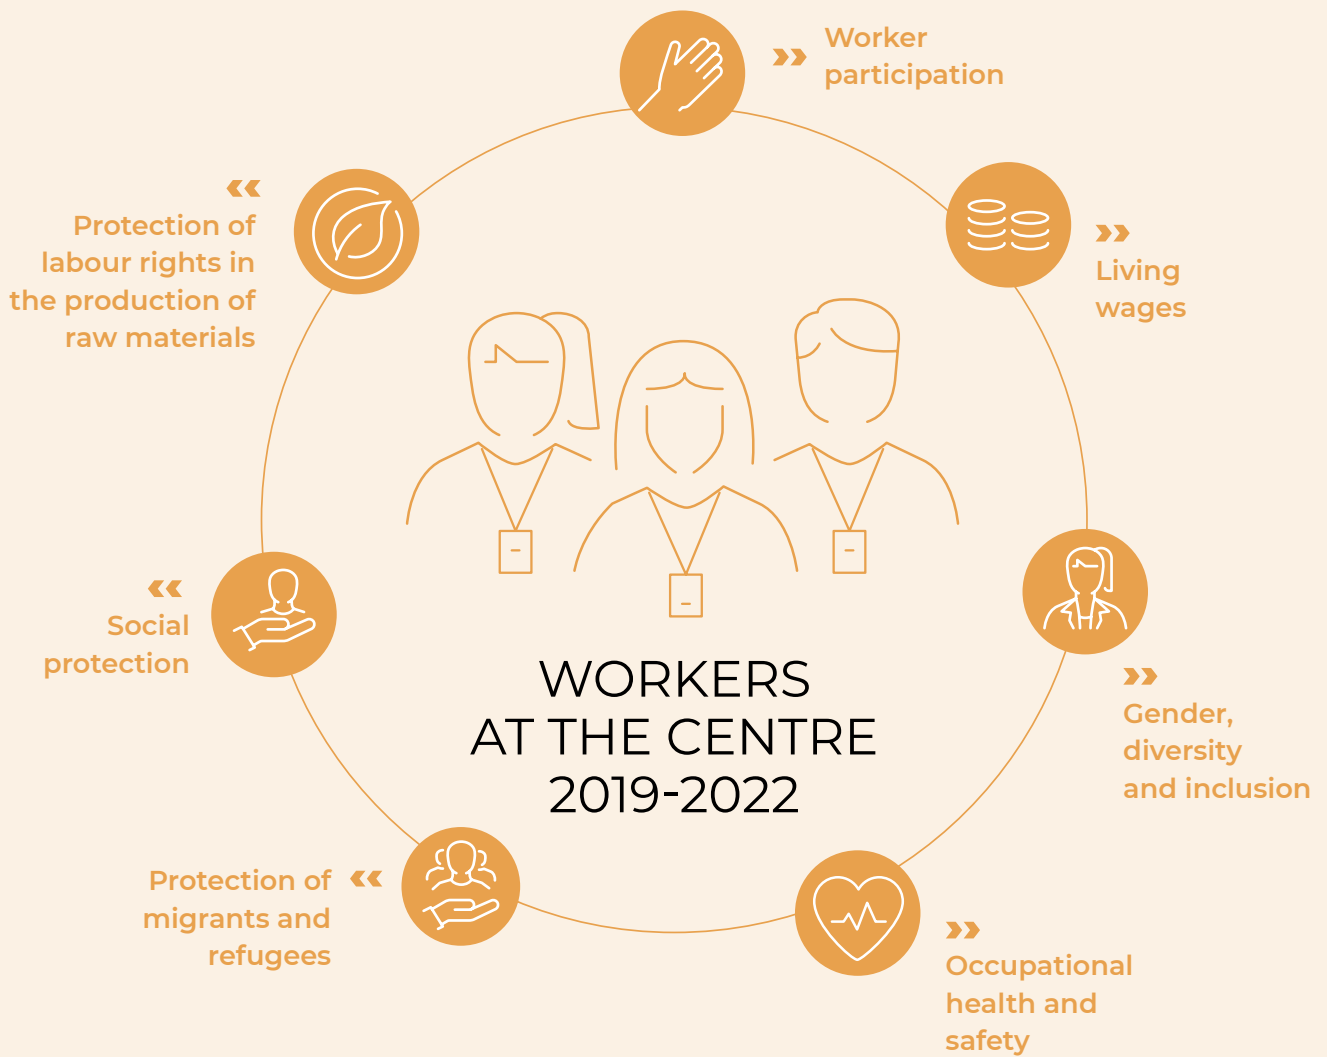 Worker
participation
Living
wages
Gender,
diversity
and inclusion
Occupational
health and
safety
Protection of
migrants and
refugees
Social
protection
Protection of
labour rights in
the production of
raw materials
WORKERS
AT THE CENTRE
2019-2022